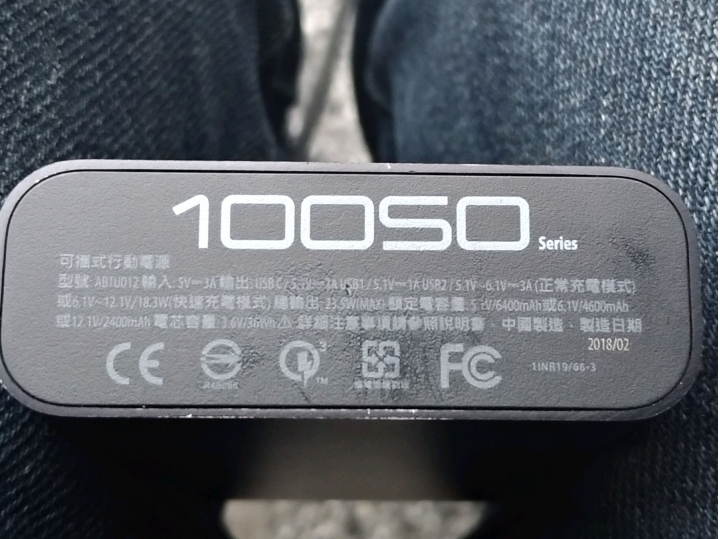 10050 Series
可攜式行動電源
型號: ABTU012 輸入: 5V⎓3A 輸出: USB C / 5.1V⎓2A USB1 / 5.1V⎓1A USB2 / 5.1V -6.1V⎓3A (正常充電模式)
或6.1V~12.1V/18.3W(快速充電模式) 總輸出: 23.5W(MAX) 額定電容量: 5.1V/6400mAh或6.1V/4600mAh
或12.1V/2400mAh 電芯容量: 3.6V/36Wh ⚠ 詳細注意事項請參照說明書、中國製造、製造日期
2018/02
CE 3 TM FC 1INR19/66-3